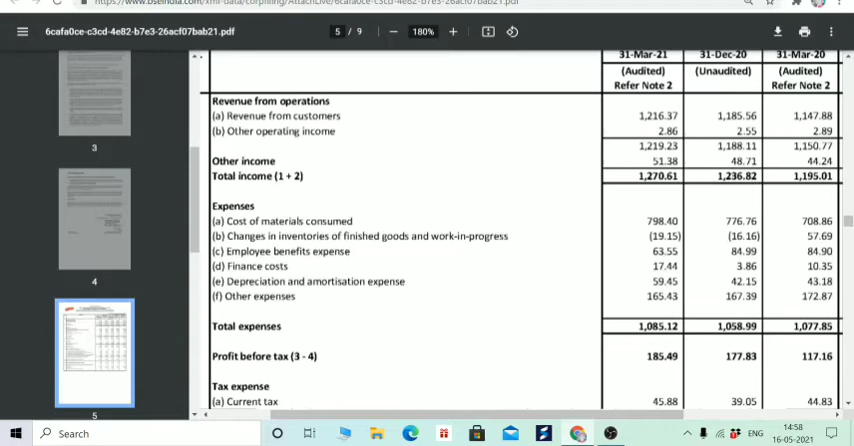 https://www.bseindia.com/xml-data/corpfiling/AttachLive/6cafa0ce-c3cd-4e82-b7e3-26acf07bab21.pdf
6cafa0ce-c3cd-4e82-b7e3-26acf07bab21.pdf 5 / 9 − 180% +
31-Mar-21 31-Dec-20 31-Mar-20
(Audited) (Unaudited) (Audited)
Refer Note 2 Refer Note 2
Revenue from operations
(a) Revenue from customers 1,216.37 1,185.56 1,147.88
(b) Other operating income 2.86 2.55 2.89
1,219.23 1,188.11 1,150.77
Other income 51.38 48.71 44.24
Total income (1 + 2) 1,270.61 1,236.82 1,195.01
Expenses
(a) Cost of materials consumed 798.40 776.76 708.86
(b) Changes in inventories of finished goods and work-in-progress (19.15) (16.16) 57.69
(c) Employee benefits expense 63.55 84.99 84.90
(d) Finance costs 17.44 3.86 10.35
(e) Depreciation and amortisation expense 59.45 42.15 43.18
(f) Other expenses 165.43 167.39 172.87
Total expenses 1,085.12 1,058.99 1,077.85
Profit before tax (3 - 4) 185.49 177.83 117.16
Tax expense
(a) Current tax 45.88 39.05 44.83
3
4
5
Search
ENG
14:58
16-05-2021